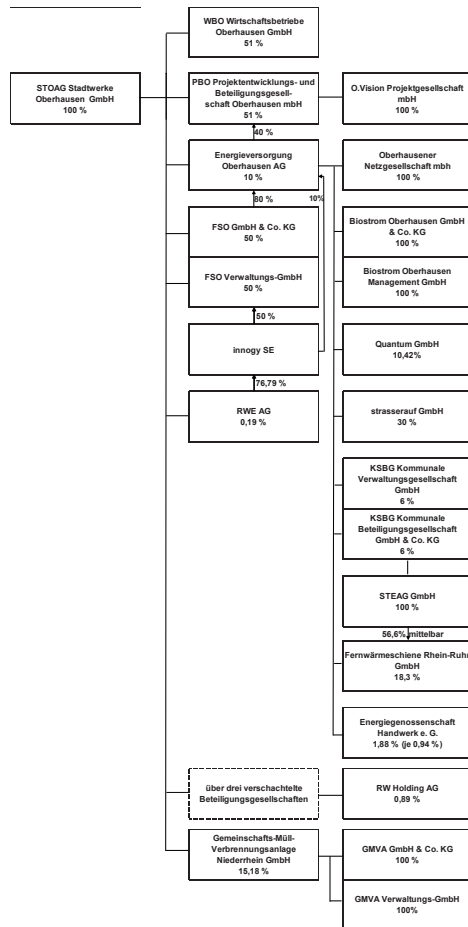 WBO Wirtschaftsbetriebe
Oberhausen GmbH
51 %
STOAG Stadtwerke
Oberhausen GmbH
100 %
PBO Projektentwicklungs- und
Beteiligungsgesell-
schaft Oberhausen mbH
51 %
O.Vision Projektgesellschaft
mbH
100 %
40 %
Energieversorgung
Oberhausen AG
10 %
Oberhausener
Netzgesellschaft mbh
100 %
80 %
10%
FSO GmbH & Co. KG
50 %
Biostrom Oberhausen GmbH
& Co. KG
100 %
FSO Verwaltungs-GmbH
50 %
Biostrom Oberhausen
Management GmbH
100 %
50 %
innogy SE
Quantum GmbH
10,42%
76,79 %
RWE AG
0,19 %
strasserauf GmbH
30 %
KSBG Kommunale
Verwaltungsgesellschaft
GmbH
6 %
KSBG Kommunale
Beteiligungsgesellschaft
GmbH & Co. KG
6 %
STEAG GmbH
100 %
56,6% mittelbar
Fernwärmeschiene Rhein-Ruhr
GmbH
18,3 %
Energiegenossenschaft
Handwerk e. G.
1,88 % (je 0,94 %)
über drei verschachtelte
Beteiligungsgesellschaften
RW Holding AG
0,89 %
Gemeinschafts-Müll-
Verbrennungsanlage
Niederrhein GmbH
15,18 %
GMVA GmbH & Co. KG
100 %
GMVA Verwaltungs-GmbH
100%